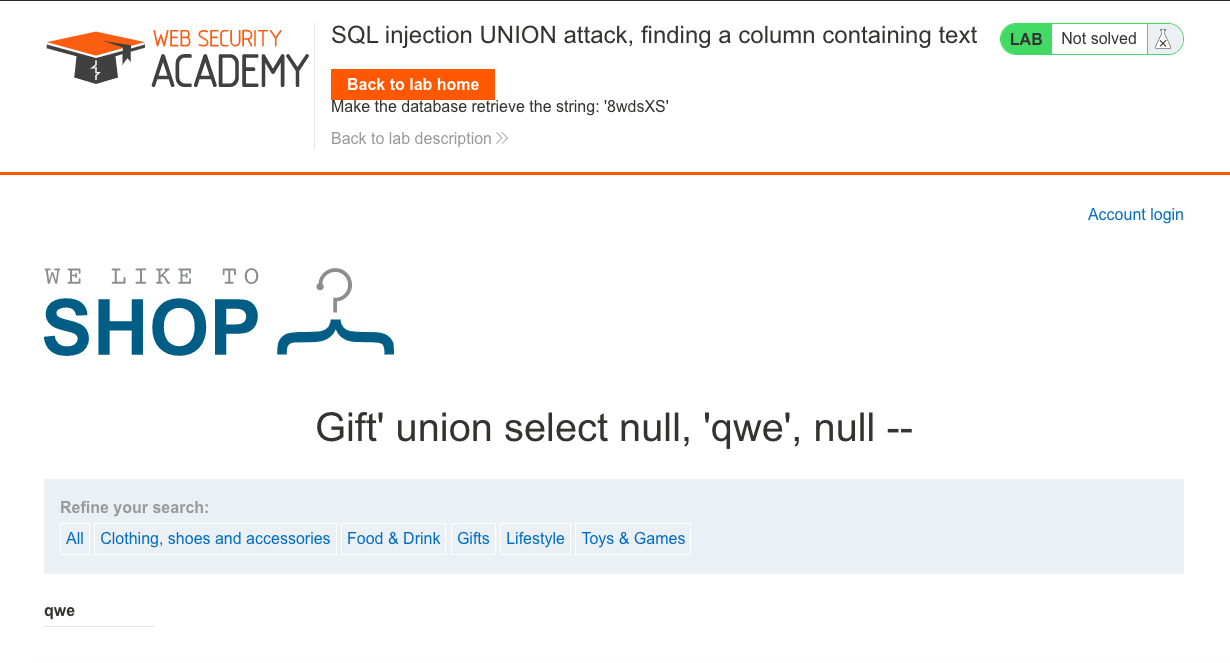 WEB SECURITY
ACADEMY
SQL injection UNION attack, finding a column containing text
LAB Not solved
Back to lab home
Make the database retrieve the string: '8wdsXS'
Back to lab description
Account login
WE LIKE TO
SHOP
Gift' union select null, 'qwe', null --
Refine your search:
All Clothing, shoes and accessories Food & Drink Gifts Lifestyle Toys & Games
qwe